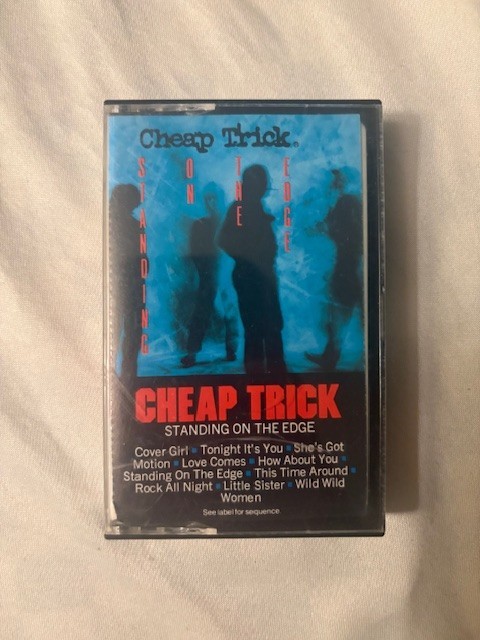 Cheap Trick®
STANDING
ON
THE
EDGE
CHEAP TRICK
STANDING ON THE EDGE
Cover Girl ▪ Tonight It's You ▪ She's Got
Motion ▪ Love Comes ▪ How About You ▪
Standing On The Edge ▪ This Time Around ▪
Rock All Night ▪ Little Sister ▪ Wild Wild
Women
See label for sequence.